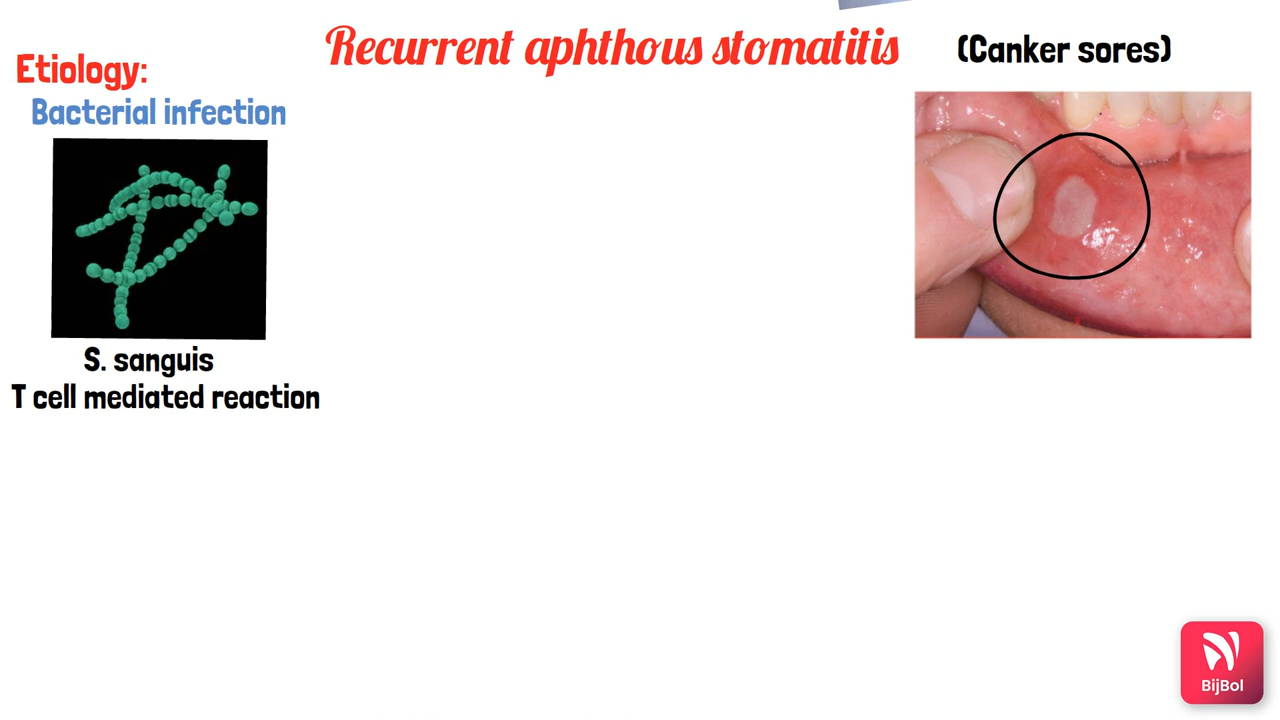 Recurrent aphthous stomatitis
(Canker sores)
Etiology:
Bacterial infection
S. sanguis
T cell mediated reaction
BijBol